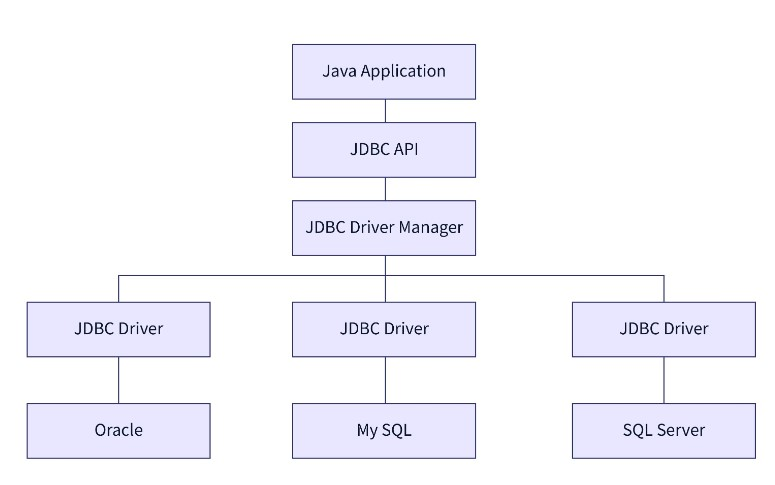 Java Application
JDBC API
JDBC Driver Manager
JDBC Driver
JDBC Driver
JDBC Driver
Oracle
My SQL
SQL Server